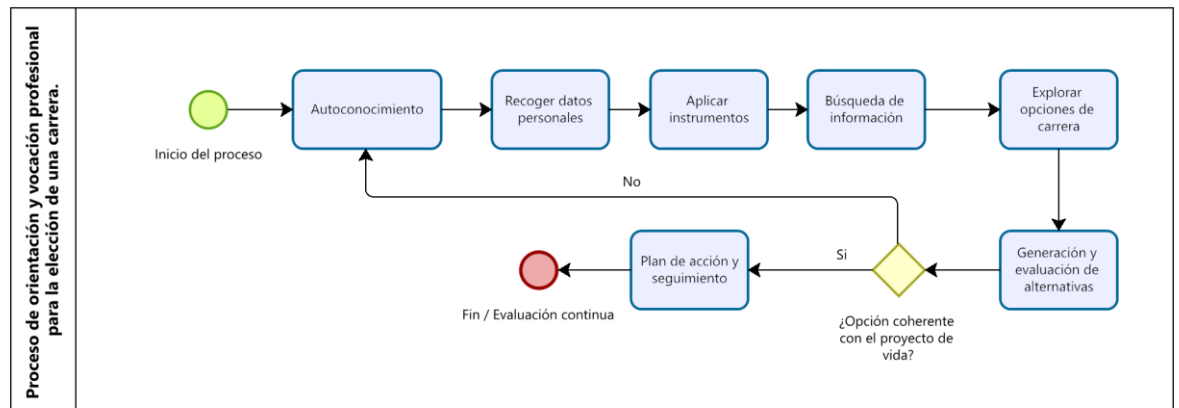 Proceso de orientación y vocación profesional
para la elección de una carrera.
Inicio del proceso
Autoconocimiento
Recoger datos
personales
Aplicar
instrumentos
Búsqueda de
información
Explorar
opciones de
carrera
No
Generación y
evaluación de
alternativas
¿Opción coherente
con el proyecto de
vida?
Si
Plan de acción y
seguimiento
Fin / Evaluación continua